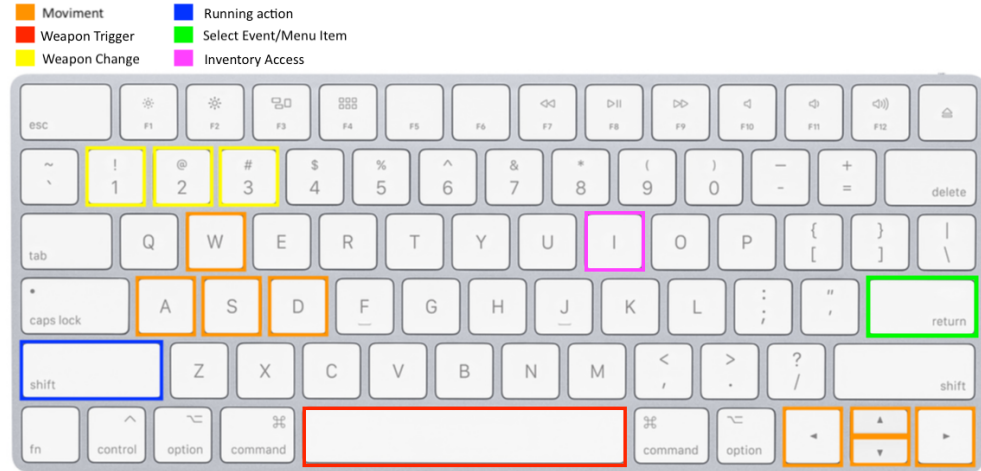 Moviment
Running action
Weapon Trigger
Select Event/Menu Item
Weapon Change
Inventory Access
esc F1 F2 F3 F4 F5 F6 F7 F8 F9 F10 F11 F12
~ ! @ # $ % ^ & * ( ) — +
` 1 2 3 4 5 6 7 8 9 0 - = delete
{ } |
tab Q W E R T Y U I O P [ ] \
: "
caps lock A S D F G H J K L ; , return
< > ?
shift Z X C V B N M , . / shift
fn control option command command option